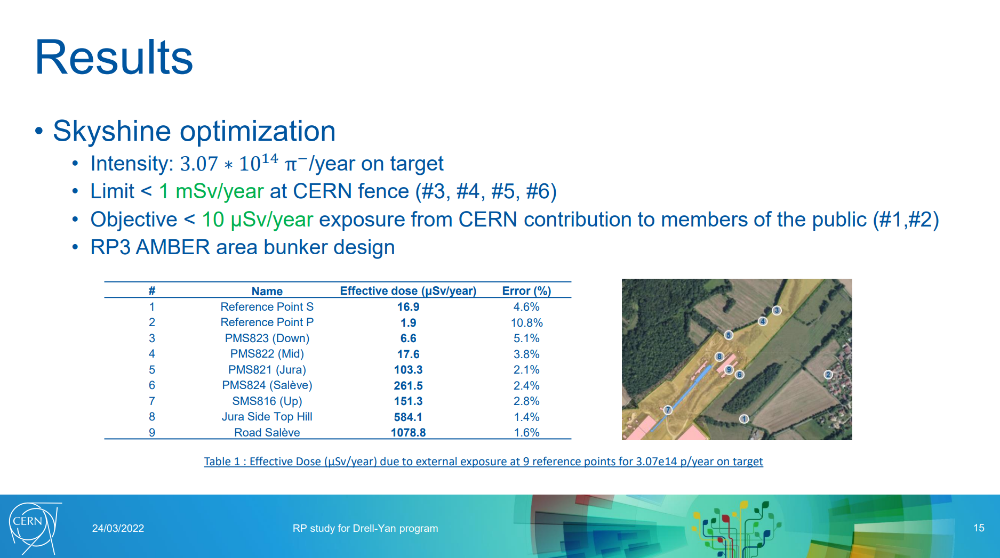 Results
• Skyshine optimization
• Intensity: 3.07 ∗ 10¹⁴ π⁻/year on target
• Limit < 1 mSv/year at CERN fence (#3, #4, #5, #6)
• Objective < 10 µSv/year exposure from CERN contribution to members of the public (#1,#2)
• RP3 AMBER area bunker design
# Name Effective dose (µSv/year) Error (%)
1 Reference Point S 16.9 4.6%
2 Reference Point P 1.9 10.8%
3 PMS823 (Down) 6.6 5.1%
4 PMS822 (Mid) 17.6 3.8%
5 PMS821 (Jura) 103.3 2.1%
6 PMS824 (Salève) 261.5 2.4%
7 SMS816 (Up) 151.3 2.8%
8 Jura Side Top Hill 584.1 1.4%
9 Road Salève 1078.8 1.6%
3
4
5
8
9
6
2
7
1
Table 1 : Effective Dose (µSv/year) due to external exposure at 9 reference points for 3.07e14 p/year on target
CERN
24/03/2022
RP study for Drell-Yan program
15